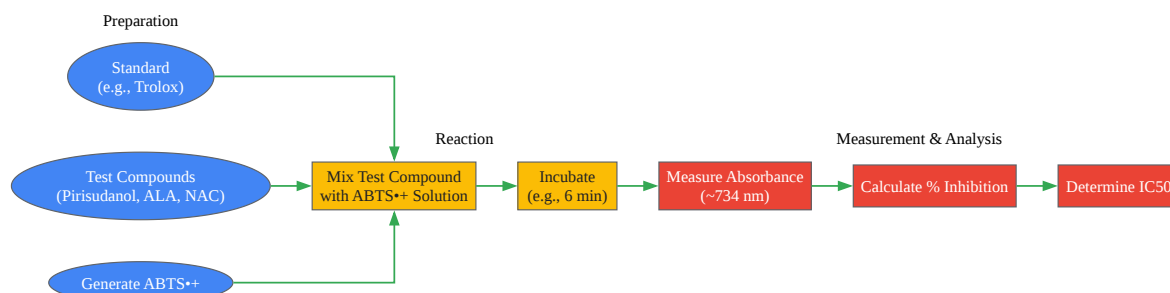 Preparation
Standard
(e.g., Trolox)
Test Compounds
(Pirisudanol, ALA, NAC)
Generate ABTS•+
Reaction
Mix Test Compound
with ABTS•+ Solution
Incubate
(e.g., 6 min)
Measurement & Analysis
Measure Absorbance
(~734 nm)
Calculate % Inhibition
Determine IC50